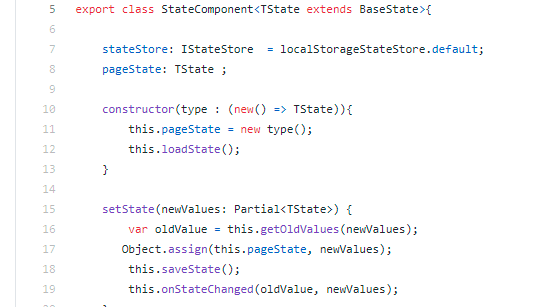 5 export class StateComponent<TState extends BaseState>{
6
7 stateStore: IStateStore  = localStorageStateStore.default;
8 pageState: TState ;
9
10 constructor(type : (new() => TState)){
11 this.pageState = new type();
12 this.loadState();
13 }
14
15 setState(newValues: Partial<TState>) {
16 var oldValue = this.getOldValues(newValues);
17 Object.assign(this.pageState, newValues);
18 this.saveState();
19 this.onStateChanged(oldValue, newValues);